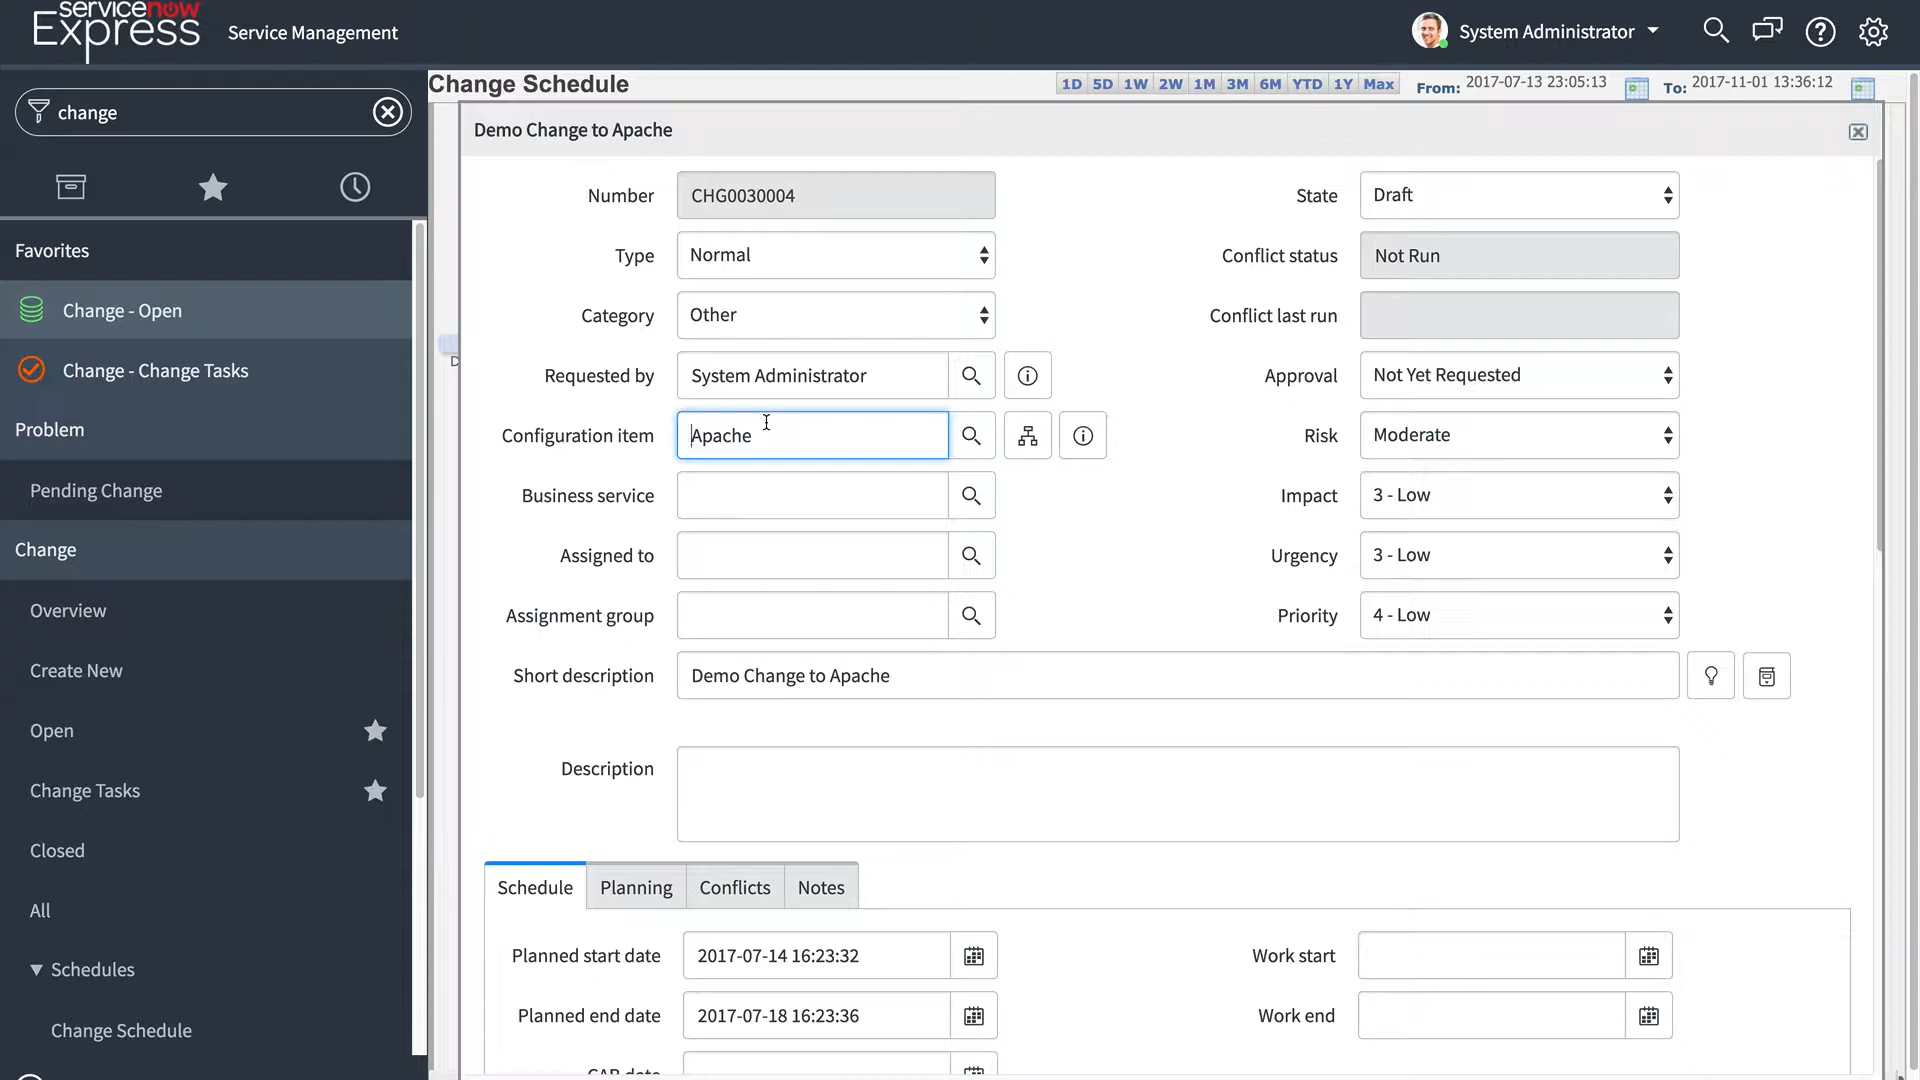 servicenow
Express
Service Management
System Administrator
change
Favorites
Change - Open
Change - Change Tasks
Problem
Pending Change
Change
Overview
Create New
Open
Change Tasks
Closed
All
Schedules
Change Schedule
Change Schedule
1D 5D 1W 2W 1M 3M 6M YTD 1Y Max
From: 2017-07-13 23:05:13
To: 2017-11-01 13:36:12
Demo Change to Apache
Number CHG0030004
State Draft
Type Normal
Conflict status Not Run
Category Other
Conflict last run
Requested by System Administrator
Approval Not Yet Requested
Configuration item Apache
Risk Moderate
Business service
Impact 3 - Low
Assigned to
Urgency 3 - Low
Assignment group
Priority 4 - Low
Short description Demo Change to Apache
Description
Schedule Planning Conflicts Notes
Planned start date 2017-07-14 16:23:32
Work start
Planned end date 2017-07-18 16:23:36
Work end
CAB date